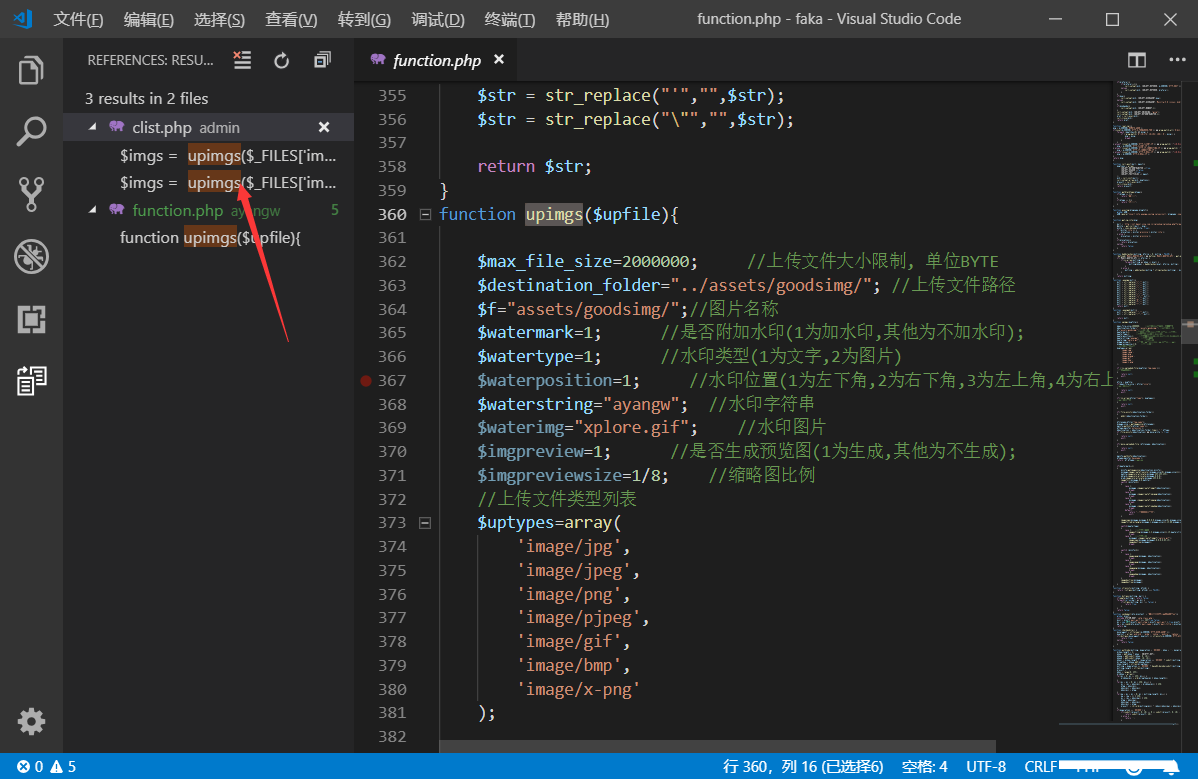 文件(F) 编辑(E) 选择(S) 查看(V) 转到(G) 调试(D) 终端(T) 帮助(H) function.php - faka - Visual Studio Code
REFERENCES: RESU...
3 results in 2 files
clist.php admin
$imgs = upimgs($_FILES['im...
$imgs = upimgs($_FILES['im...
function.php ayangw 5
function upimgs($upfile){
function.php
355 $str = str_replace("'","",$str);
356 $str = str_replace("\"","",$str);
357
358 return $str;
359 }
360 function upimgs($upfile){
361
362 $max_file_size=2000000; //上传文件大小限制, 单位BYTE
363 $destination_folder="../assets/goodsimg/"; //上传文件路径
364 $f="assets/goodsimg/";//图片名称
365 $watermark=1; //是否附加水印(1为加水印,其他为不加水印);
366 $watertype=1; //水印类型(1为文字,2为图片)
367 $waterposition=1; //水印位置(1为左下角,2为右下角,3为左上角,4为右上
368 $waterstring="ayangw"; //水印字符串
369 $waterimg="xplore.gif"; //水印图片
370 $imgpreview=1; //是否生成预览图(1为生成,其他为不生成);
371 $imgpreviewsize=1/8; //缩略图比例
372 //上传文件类型列表
373 $uptypes=array(
374 'image/jpg',
375 'image/jpeg',
376 'image/png',
377 'image/pjpeg',
378 'image/gif',
379 'image/bmp',
380 'image/x-png'
381 );
382
0 5 行 360，列 16 (已选择6) 空格: 4 UTF-8 CRLF